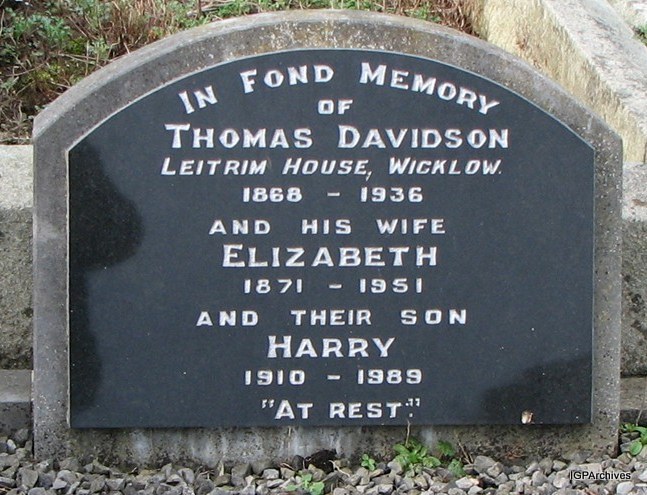 In Fond Memory
OF
THOMAS DAVIDSON
LEITRIM HOUSE, WICKLOW.
1868 - 1936
AND HIS WIFE
ELIZABETH
1871 - 1951
AND THEIR SON
HARRY
1910 - 1989
"AT REST."
IGPArchives